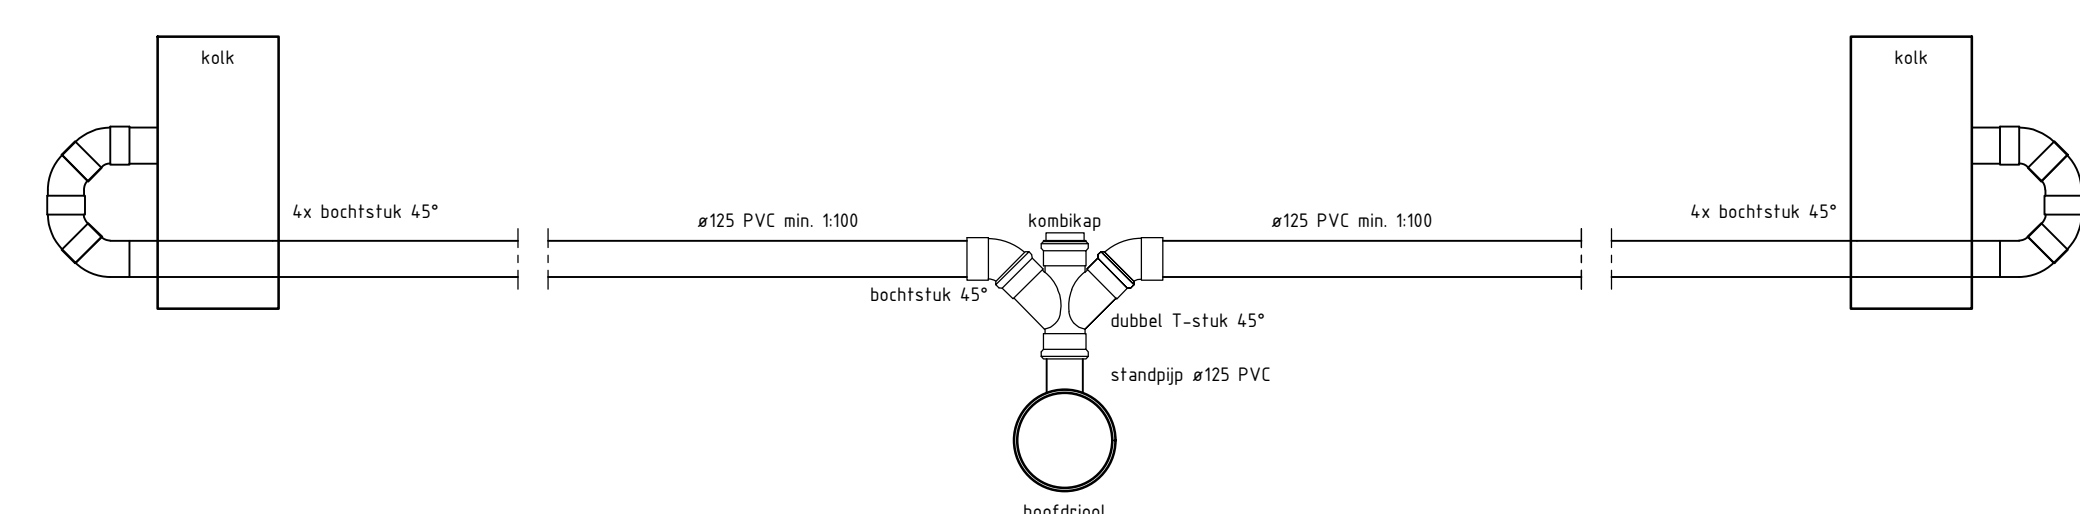 kolk
kolk
4x bochtstuk 45°
ø125 PVC min. 1:100
kombikap
ø125 PVC min. 1:100
4x bochtstuk 45°
bochtstuk 45°
dubbel T-stuk 45°
standpijp ø125 PVC
hoofdriool